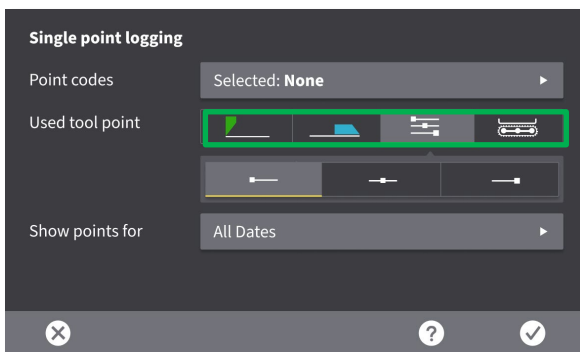 Single point logging
Point codes
Selected: None
Used tool point
Show points for
All Dates
?